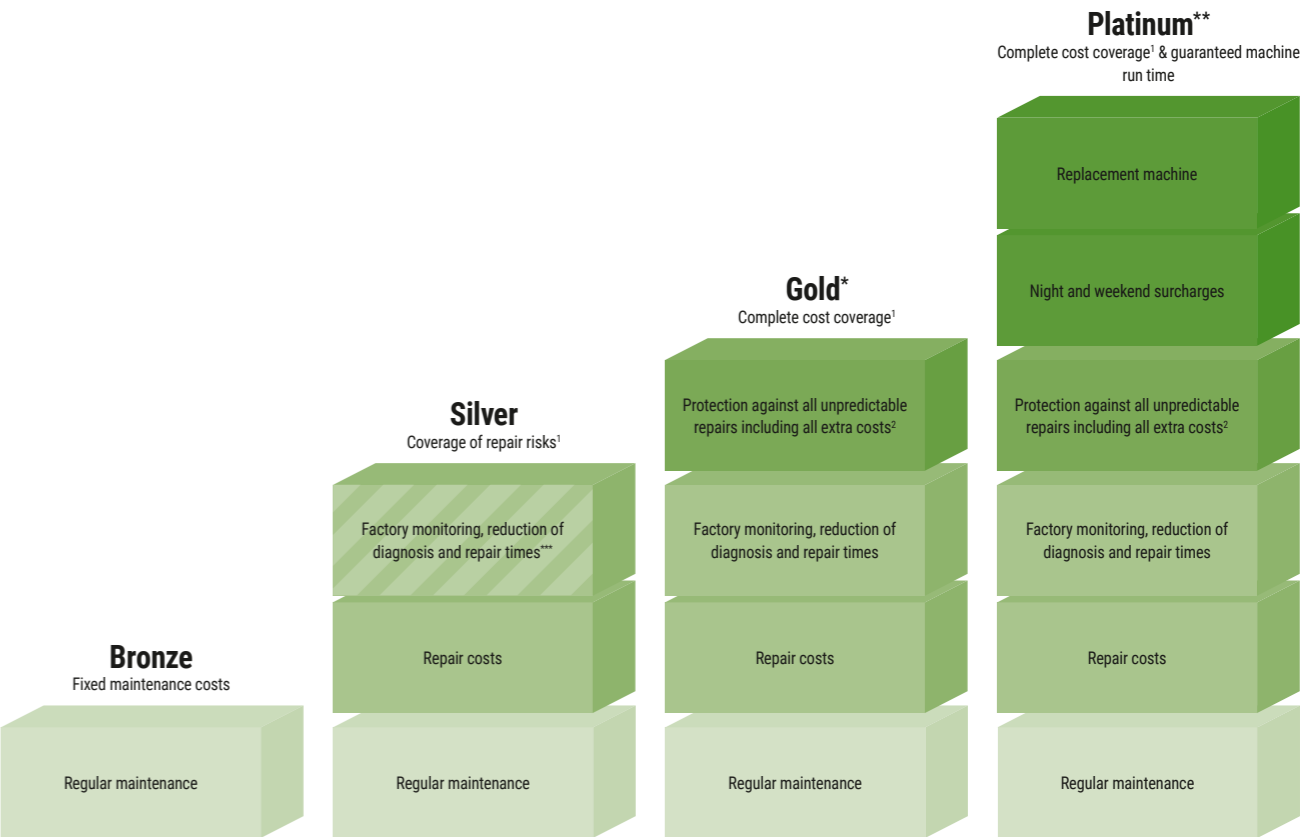 Platinum**
Complete cost coverage¹ & guaranteed machine
run time
Replacement machine
Night and weekend surcharges
Protection against all unpredictable
repairs including all extra costs²
Factory monitoring, reduction of
diagnosis and repair times
Repair costs
Regular maintenance
Gold*
Complete cost coverage¹
Protection against all unpredictable
repairs including all extra costs²
Factory monitoring, reduction of
diagnosis and repair times
Repair costs
Regular maintenance
Silver
Coverage of repair risks¹
Factory monitoring, reduction of
diagnosis and repair times***
Repair costs
Regular maintenance
Bronze
Fixed maintenance costs
Regular maintenance